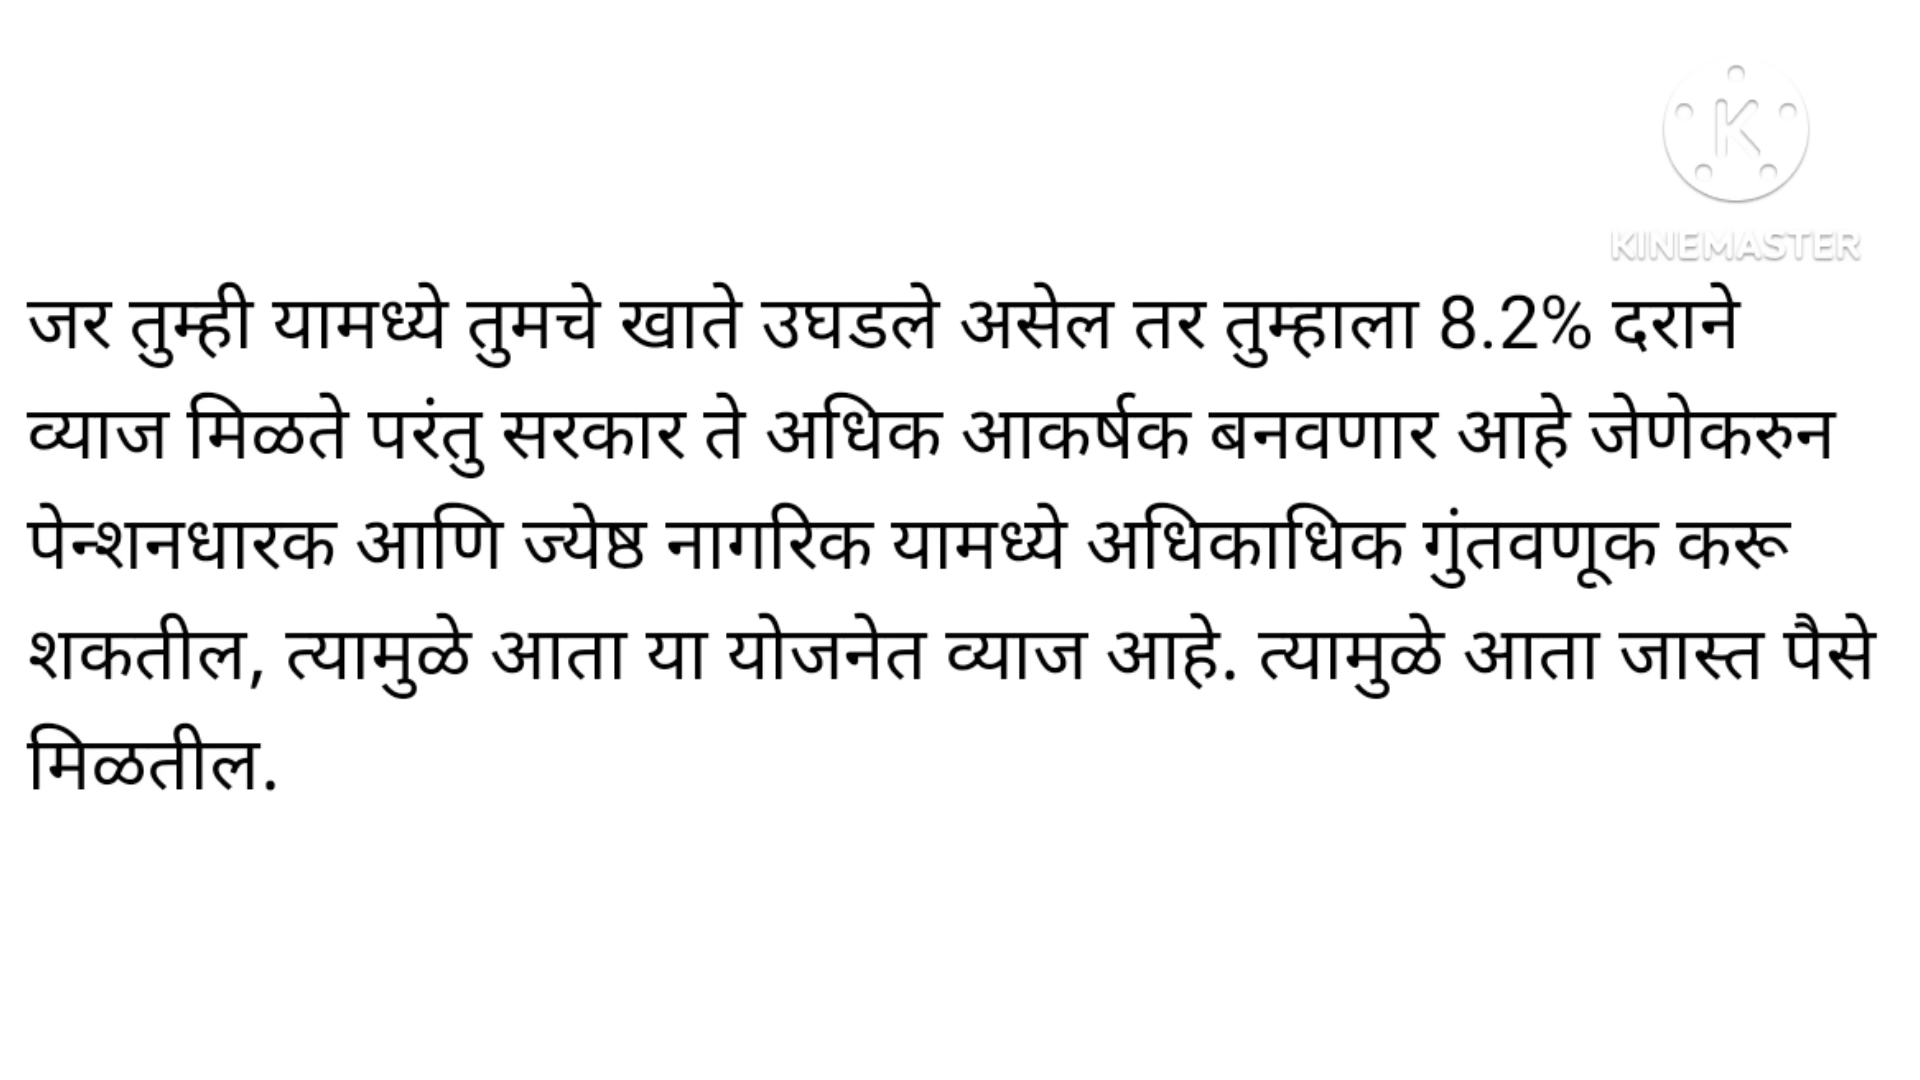 KINEMASTER
जर तुम्ही यामध्ये तुमचे खाते उघडले असेल तर तुम्हाला 8.2% दराने
व्याज मिळते परंतु सरकार ते अधिक आकर्षक बनवणार आहे जेणेकरुन
पेन्शनधारक आणि ज्येष्ठ नागरिक यामध्ये अधिकाधिक गुंतवणूक करू
शकतील, त्यामुळे आता या योजनेत व्याज आहे. त्यामुळे आता जास्त पैसे
मिळतील.